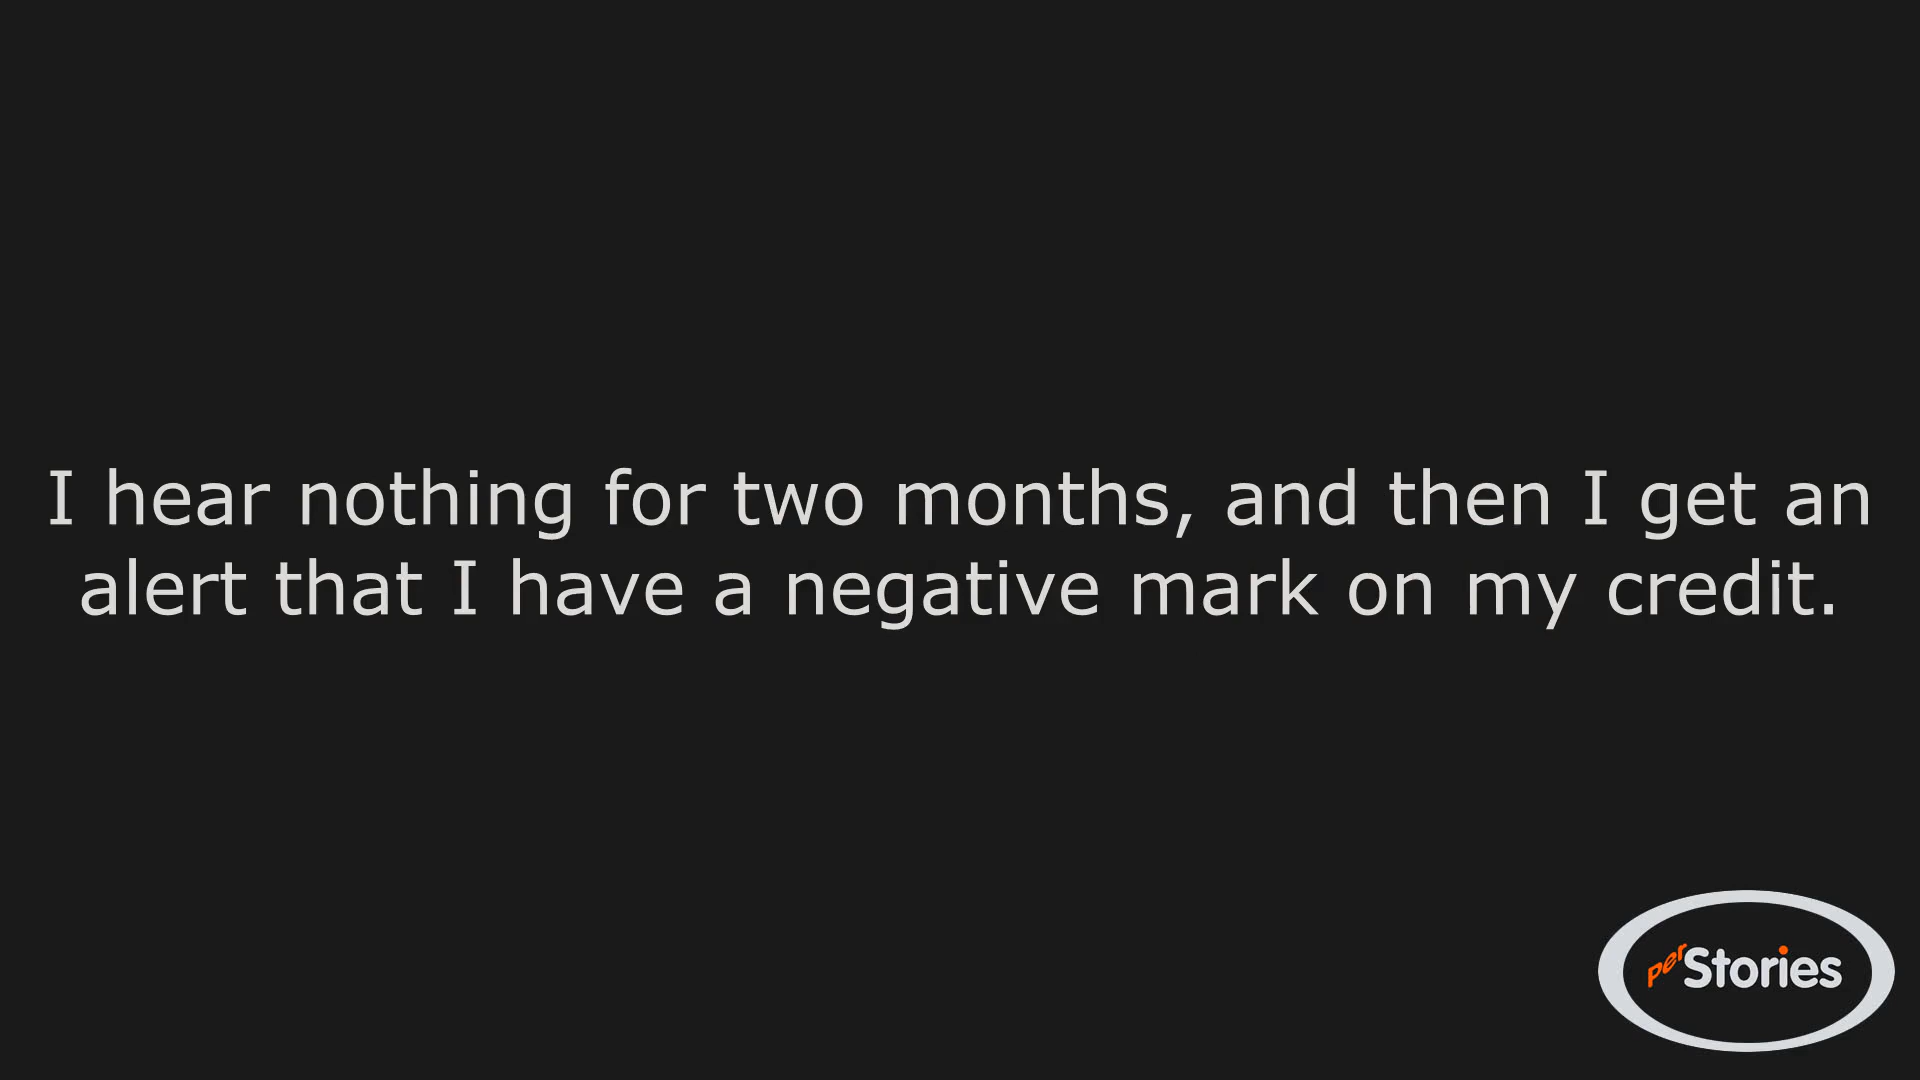 I hear nothing for two months, and then I get an
alert that I have a negative mark on my credit.
perStories